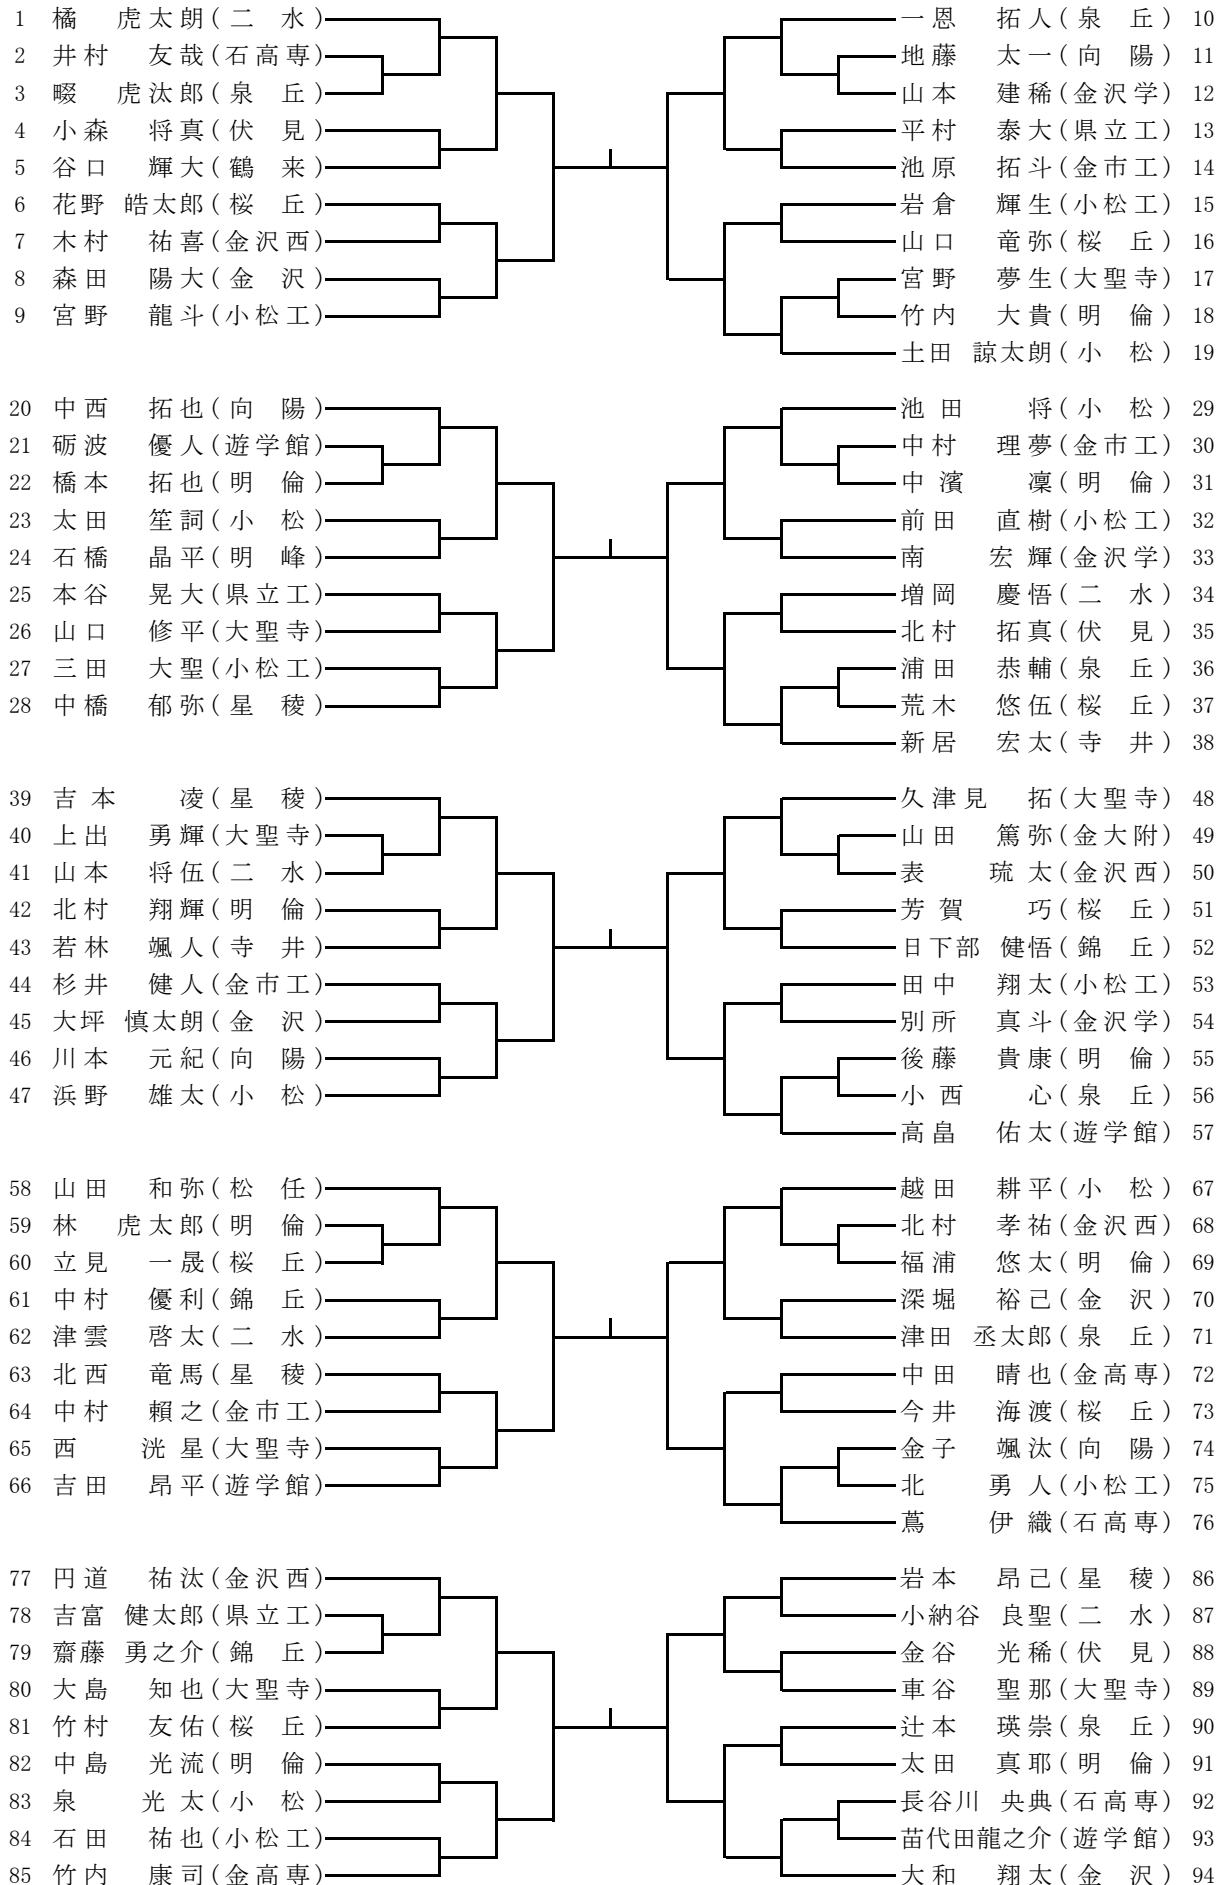 1 橘　虎太朗(二　水)
2 井村　友哉(石高専)
3 畷　虎汰郎(泉　丘)
4 小森　将真(伏　見)
5 谷口　輝大(鶴　来)
6 花野　皓太郎(桜　丘)
7 木村　祐喜(金沢西)
8 森田　陽大(金　沢)
9 宮野　龍斗(小松工)
一恩　拓人(泉　丘) 10
地藤　太一(向　陽) 11
山本　建稀(金沢学) 12
平村　泰大(県立工) 13
池原　拓斗(金市工) 14
岩倉　輝生(小松工) 15
山口　竜弥(桜　丘) 16
宮野　夢生(大聖寺) 17
竹内　大貴(明　倫) 18
土田　諒太朗(小　松) 19
20 中西　拓也(向　陽)
21 砺波　優人(遊学館)
22 橋本　拓也(明　倫)
23 太田　笙詞(小　松)
24 石橋　晶平(明　峰)
25 本谷　晃大(県立工)
26 山口　修平(大聖寺)
27 三田　大聖(小松工)
28 中橋　郁弥(星　稜)
池田　将(小　松) 29
中村　理夢(金市工) 30
中濱　凜(明　倫) 31
前田　直樹(小松工) 32
南　宏輝(金沢学) 33
増岡　慶悟(二　水) 34
北村　拓真(伏　見) 35
浦田　恭輔(泉　丘) 36
荒木　悠伍(桜　丘) 37
新居　宏太(寺　井) 38
39 吉本　凌(星　稜)
40 上出　勇輝(大聖寺)
41 山本　将伍(二　水)
42 北村　翔輝(明　倫)
43 若林　颯人(寺　井)
44 杉井　健人(金市工)
45 大坪　慎太朗(金　沢)
46 川本　元紀(向　陽)
47 浜野　雄太(小　松)
久津見　拓(大聖寺) 48
山田　篤弥(金大附) 49
表　琉太(金沢西) 50
芳賀　巧(桜　丘) 51
日下部　健悟(錦　丘) 52
田中　翔太(小松工) 53
別所　真斗(金沢学) 54
後藤　貴康(明　倫) 55
小西　心(泉　丘) 56
高畠　佑太(遊学館) 57
58 山田　和弥(松　任)
59 林　虎太郎(明　倫)
60 立見　一晟(桜　丘)
61 中村　優利(錦　丘)
62 津雲　啓太(二　水)
63 北西　竜馬(星　稜)
64 中村　頼之(金市工)
65 西　洸星(大聖寺)
66 吉田　昂平(遊学館)
越田　耕平(小　松) 67
北村　孝祐(金沢西) 68
福浦　悠太(明　倫) 69
深堀　裕己(金　沢) 70
津田　丞太郎(泉　丘) 71
中田　晴也(金高専) 72
今井　海渡(桜　丘) 73
金子　颯汰(向　陽) 74
北　勇人(小松工) 75
蔦　伊織(石高専) 76
77 円道　祐汰(金沢西)
78 吉富　健太郎(県立工)
79 齋藤　勇之介(錦　丘)
80 大島　知也(大聖寺)
81 竹村　友佑(桜　丘)
82 中島　光流(明　倫)
83 泉　光太(小　松)
84 石田　祐也(小松工)
85 竹内　康司(金高専)
岩本　昂己(星　稜) 86
小納谷　良聖(二　水) 87
金谷　光稀(伏　見) 88
車谷　聖那(大聖寺) 89
辻本　瑛崇(泉　丘) 90
太田　真耶(明　倫) 91
長谷川　央典(石高専) 92
苗代田龍之介(遊学館) 93
大和　翔太(金　沢) 94